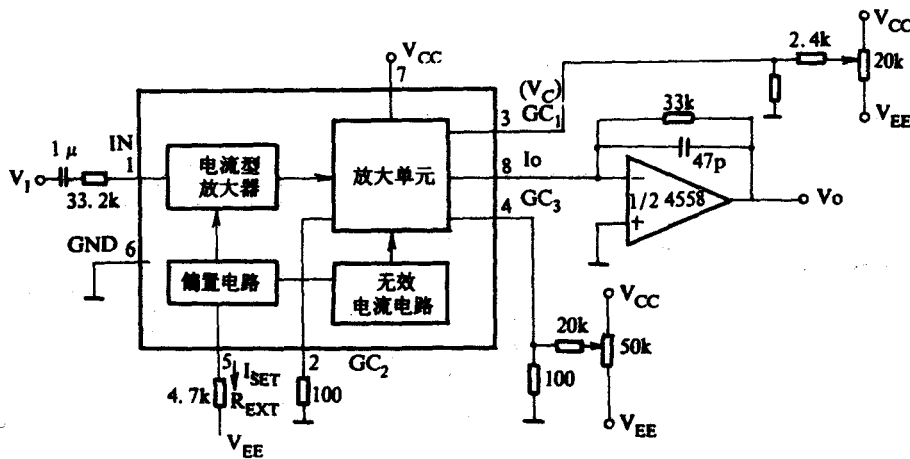 V_CC
7
V_CC
2.4k
20k
V_EE
(V_C)
3
GC_1
33k
47p
IN
1
1μ
V_I
33.2k
电流型
放大器
放大单元
8
Io
4
GC_3
−
1/2 4558
+
Vo
GND
6
偏置电路
无效
电流电路
V_CC
20k
50k
100
V_EE
5
I_SET
2
GC_2
4.7k
R_EXT
100
V_EE